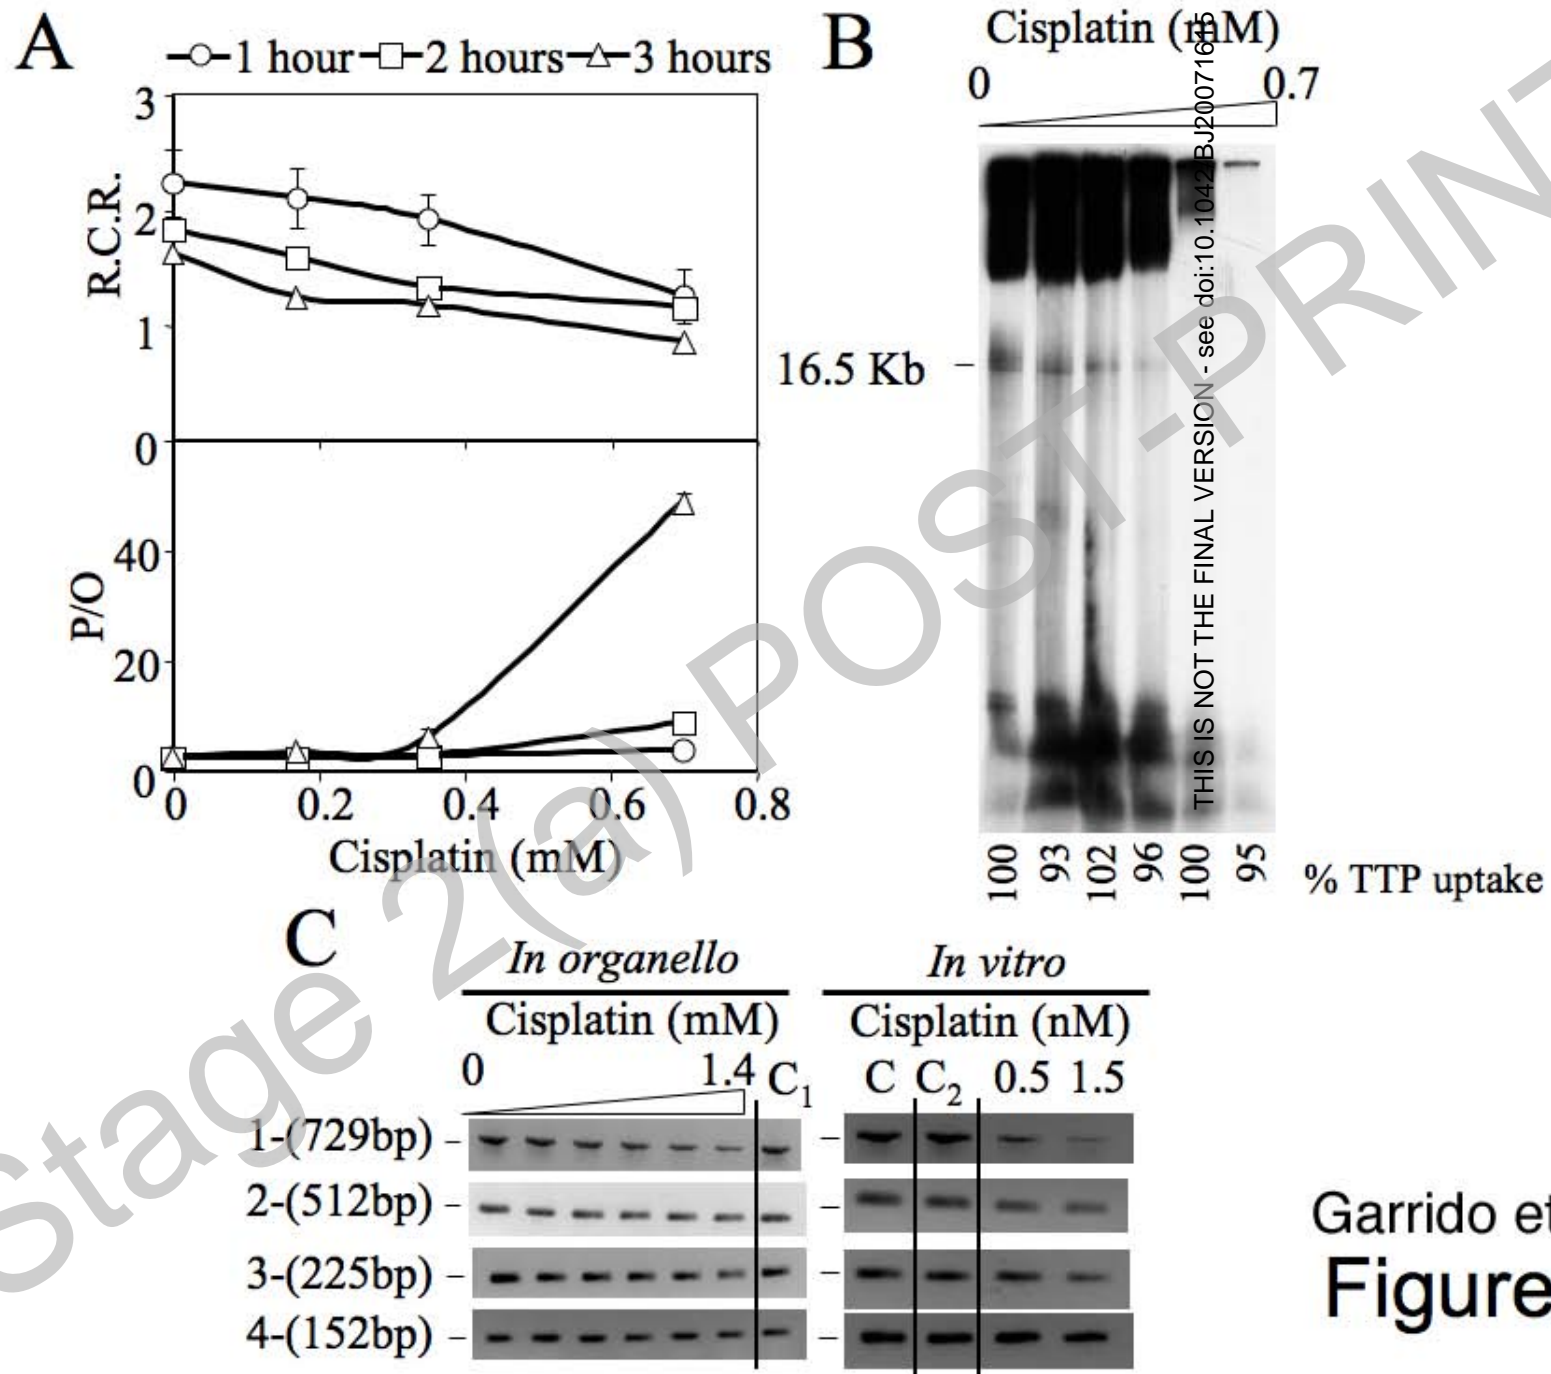 A
1 hour 2 hours 3 hours
3
2
1
0
R.C.R.
40
20
0
P/O
0 0.2 0.4 0.6 0.8
Cisplatin (mM)
B
Cisplatin (mM)
0 0.7
16.5 Kb
100 93 102 96 100 95 % TTP uptake
C
In organello In vitro
Cisplatin (mM) Cisplatin (nM)
0 1.4 C1 C C2 0.5 1.5
1-(729bp)
2-(512bp)
3-(225bp)
4-(152bp)
Garrido et
Figure
THIS IS NOT THE FINAL VERSION - see doi:10.1042/BJ20071615
Stage 2(a) POST-PRINT